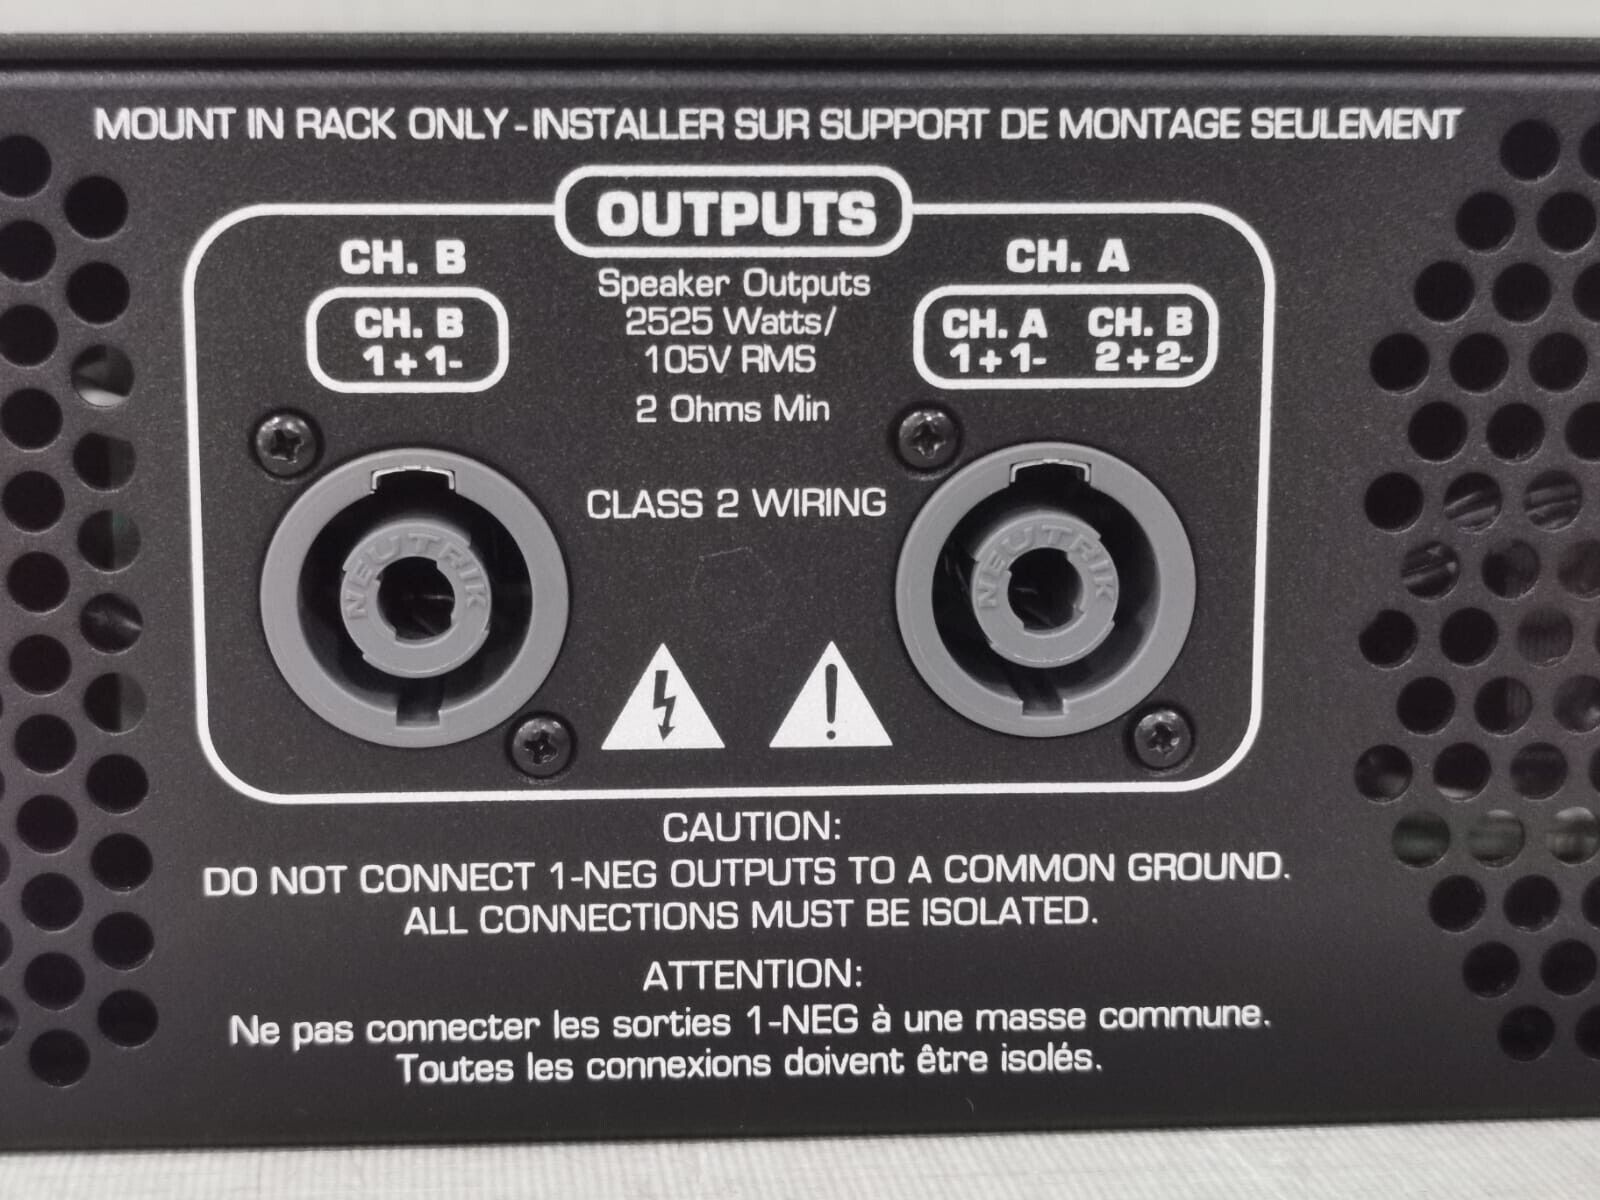 MOUNT IN RACK ONLY - INSTALLER SUR SUPPORT DE MONTAGE SEULEMENT
OUTPUTS
CH. B
CH. B
1+1-
Speaker Outputs
2525 Watts/
105V RMS
2 Ohms Min
CLASS 2 WIRING
CH. A
CH. A CH. B
1+1- 2+2-
NEUTRIK
NEUTRIK
CAUTION:
DO NOT CONNECT 1-NEG OUTPUTS TO A COMMON GROUND.
ALL CONNECTIONS MUST BE ISOLATED.
ATTENTION:
Ne pas connecter les sorties 1-NEG à une masse commune.
Toutes les connexions doivent être isolés.